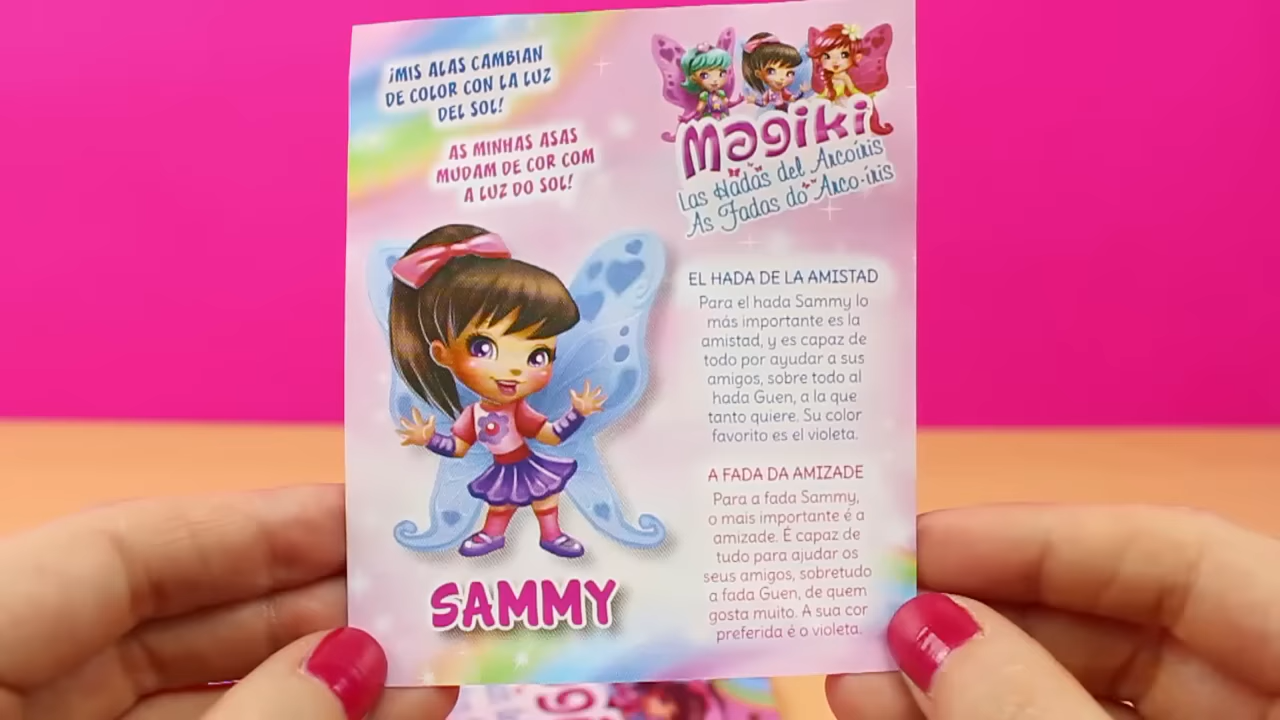 ¡MIS ALAS CAMBIAN
DE COLOR CON LA LUZ
DEL SOL!
AS MINHAS ASAS
MUDAM DE COR COM
A LUZ DO SOL!
Magiki
Las Hadas del Arcoíris
As Fadas do Arco-íris
EL HADA DE LA AMISTAD
Para el hada Sammy lo
más importante es la
amistad, y es capaz de
todo por ayudar a sus
amigos, sobre todo al
hada Guen, a la que
tanto quiere. Su color
favorito es el violeta.
A FADA DA AMIZADE
Para a fada Sammy,
o mais importante é a
amizade. É capaz de
tudo para ajudar os
seus amigos, sobretudo
a fada Guen, de quem
gosta muito. A sua cor
preferida é o violeta.
SAMMY